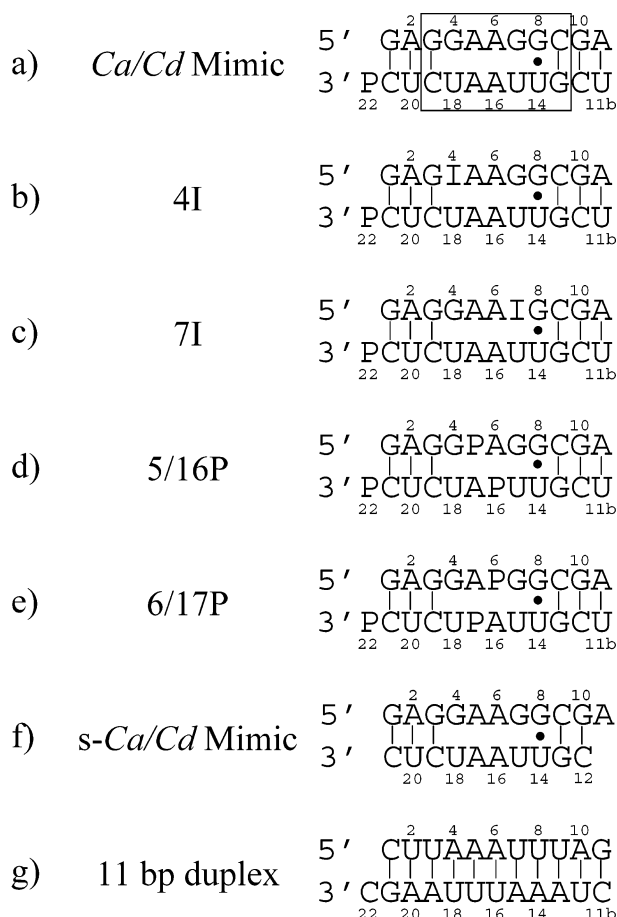 2 4 6 8 10
a) Ca/Cd Mimic 5′ GAGGAAGGCGA
3′ PCUCUAAUUGCU
22 20 18 16 14 11b
2 4 6 8 10
b) 4I 5′ GAGIAAGGCGA
3′ PCUCUAAUUGCU
22 20 18 16 14 11b
2 4 6 8 10
c) 7I 5′ GAGGAAIGCGA
3′ PCUCUAAUUGCU
22 20 18 16 14 11b
2 4 6 8 10
d) 5/16P 5′ GAGGPAGGCGA
3′ PCUCUAPUUGCU
22 20 18 16 14 11b
2 4 6 8 10
e) 6/17P 5′ GAGGAPGGCGA
3′ PCUCUPAUUGCU
22 20 18 16 14 11b
2 4 6 8 10
f) s-Ca/Cd Mimic 5′ GAGGAAGGCGA
3′ CUCUAAUUGC
20 18 16 14 12
2 4 6 8 10
g) 11 bp duplex 5′ CUUAAAUUUAG
3′ CGAAUUUAAAUC
22 20 18 16 14 11b